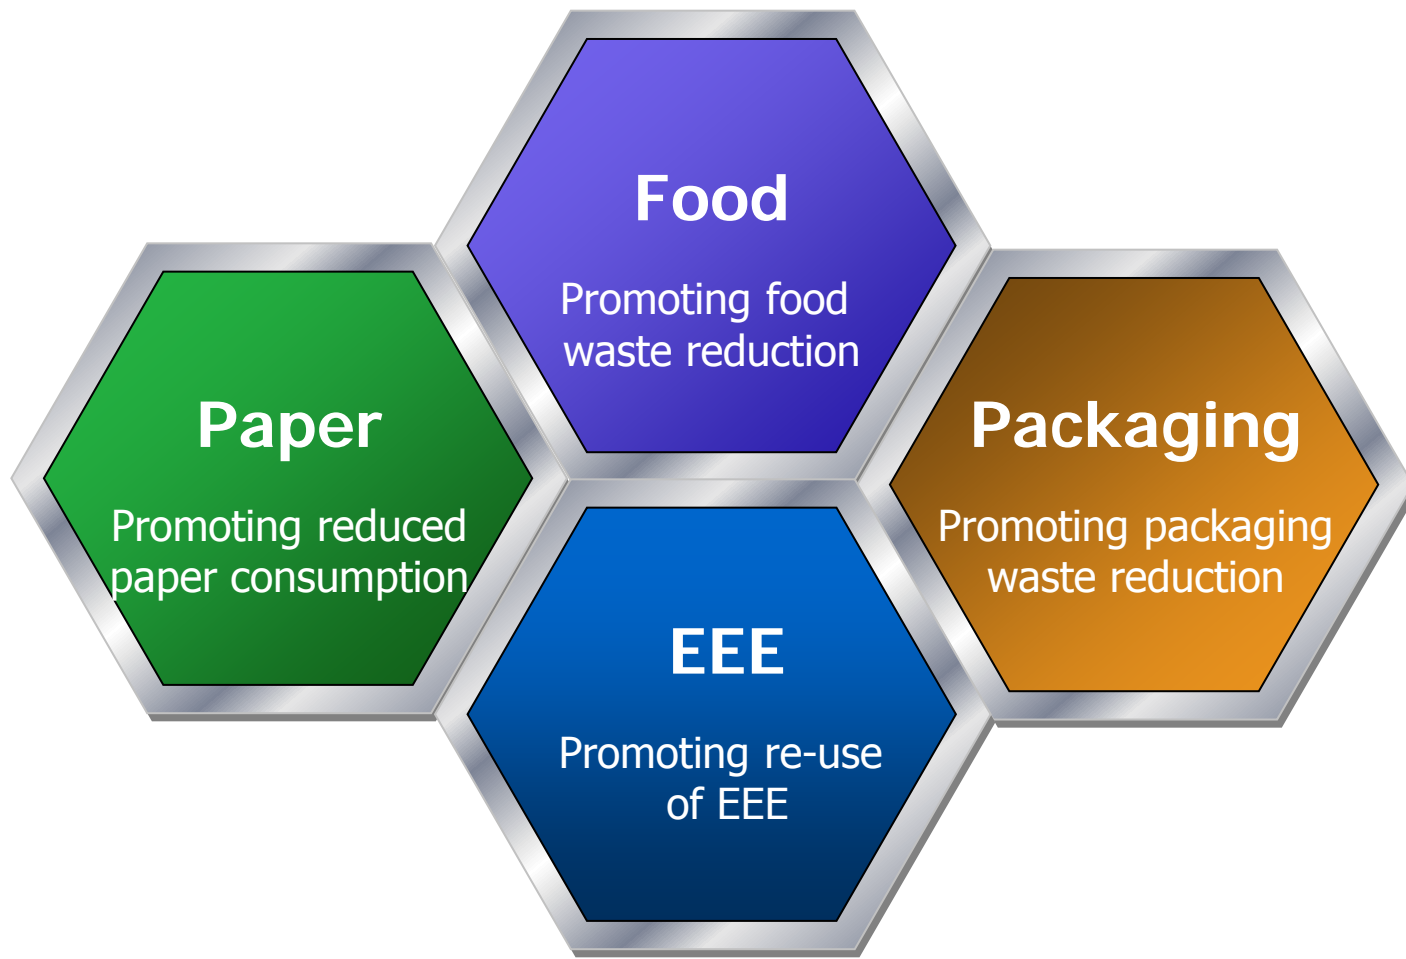 Food
Promoting food
waste reduction
Paper
Promoting reduced
paper consumption
Packaging
Promoting packaging
waste reduction
EEE
Promoting re-use
of EEE